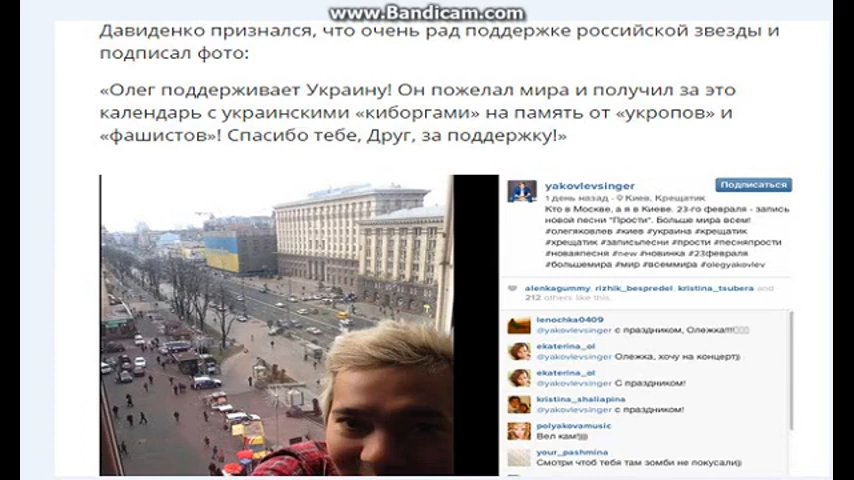 www.Bandicam.com
Давиденко признался, что очень рад поддержке российской звезды и
подписал фото:
«Олег поддерживает Украину! Он пожелал мира и получил за это
календарь с украинскими «киборгами» на память от «укропов» и
«фашистов»! Спасибо тебе, Друг, за поддержку!»
yakovlevsinger
Подписаться
1 день назад · Киев, Крещатик
Кто в Москве, а я в Киеве. 23-го февраля - запись
новой песни "Прости". Больше мира всем!
#олегяковлев #киев #украина #крещатик
#хрещатик #записьпесни #прости #песняпрости
#новаяпесня #new #новинка #23февраля
#большемира #мир #всеммира #olegyakovlev
alenkagummy, rizhik_bespredel, kristina_tsubera and
212 others like this.
lenochka0409
@yakovlevsinger с праздником, Олежка!!!
ekaterina_ol
@yakovlevsinger Олежка, хочу на концерт))
ekaterina_ol
@yakovlevsinger С праздником!
kristina_shaliapina
@yakovlevsinger с праздником!
polyakovamusic
Вел кам!)))
your_pashmina
Смотри чтоб тебя там зомби не покусали))